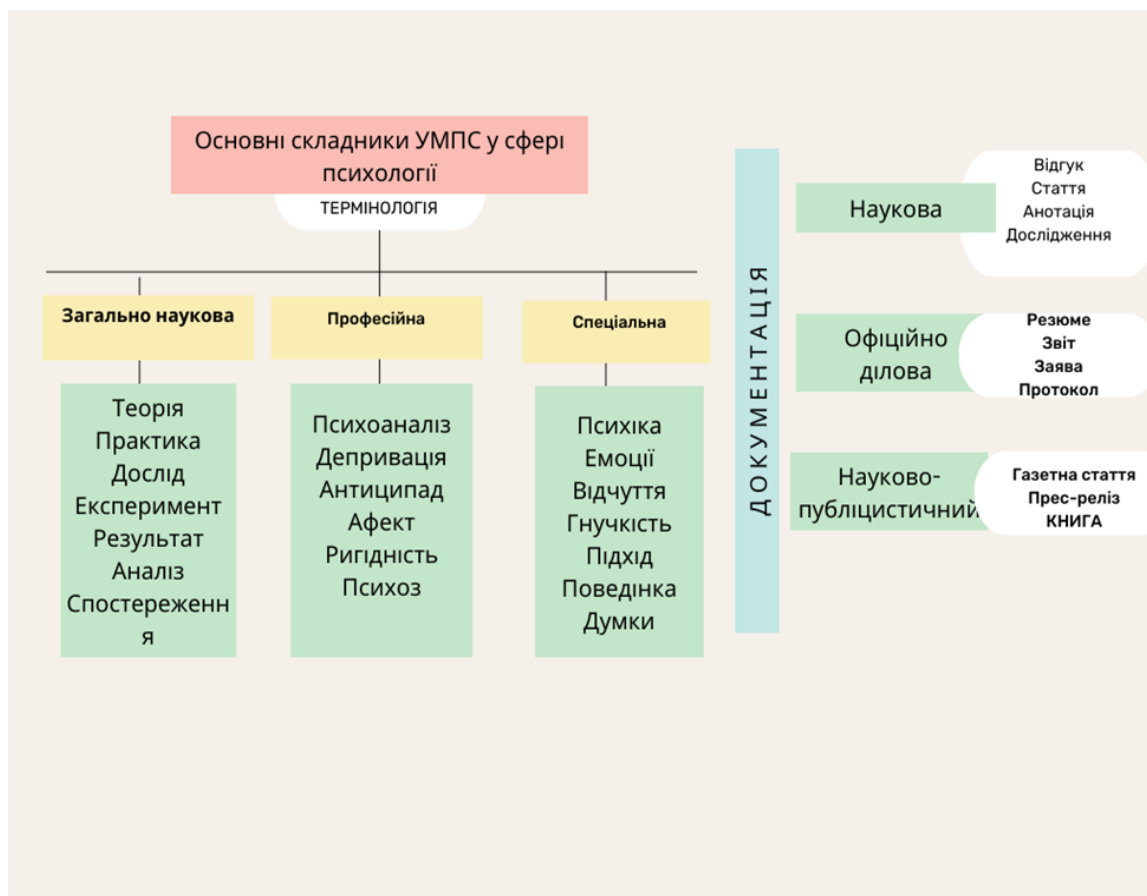 Основні складники УМПС у сфері
психології
ТЕРМІНОЛОГІЯ
Загально наукова
Теорія
Практика
Дослід
Експеримент
Результат
Аналіз
Спостереженн
я
Професійна
Психоаналіз
Депривація
Антиципад
Афект
Ригідність
Психоз
Спеціальна
Психіка
Емоції
Відчуття
Гнучкість
Підхід
Поведінка
Думки
ДОКУМЕНТАЦІЯ
Наукова
Відгук
Стаття
Анотація
Дослідження
Офіційно
ділова
Резюме
Звіт
Заява
Протокол
Науково-
публіцистичний
Газетна стаття
Прес-реліз
КНИГА